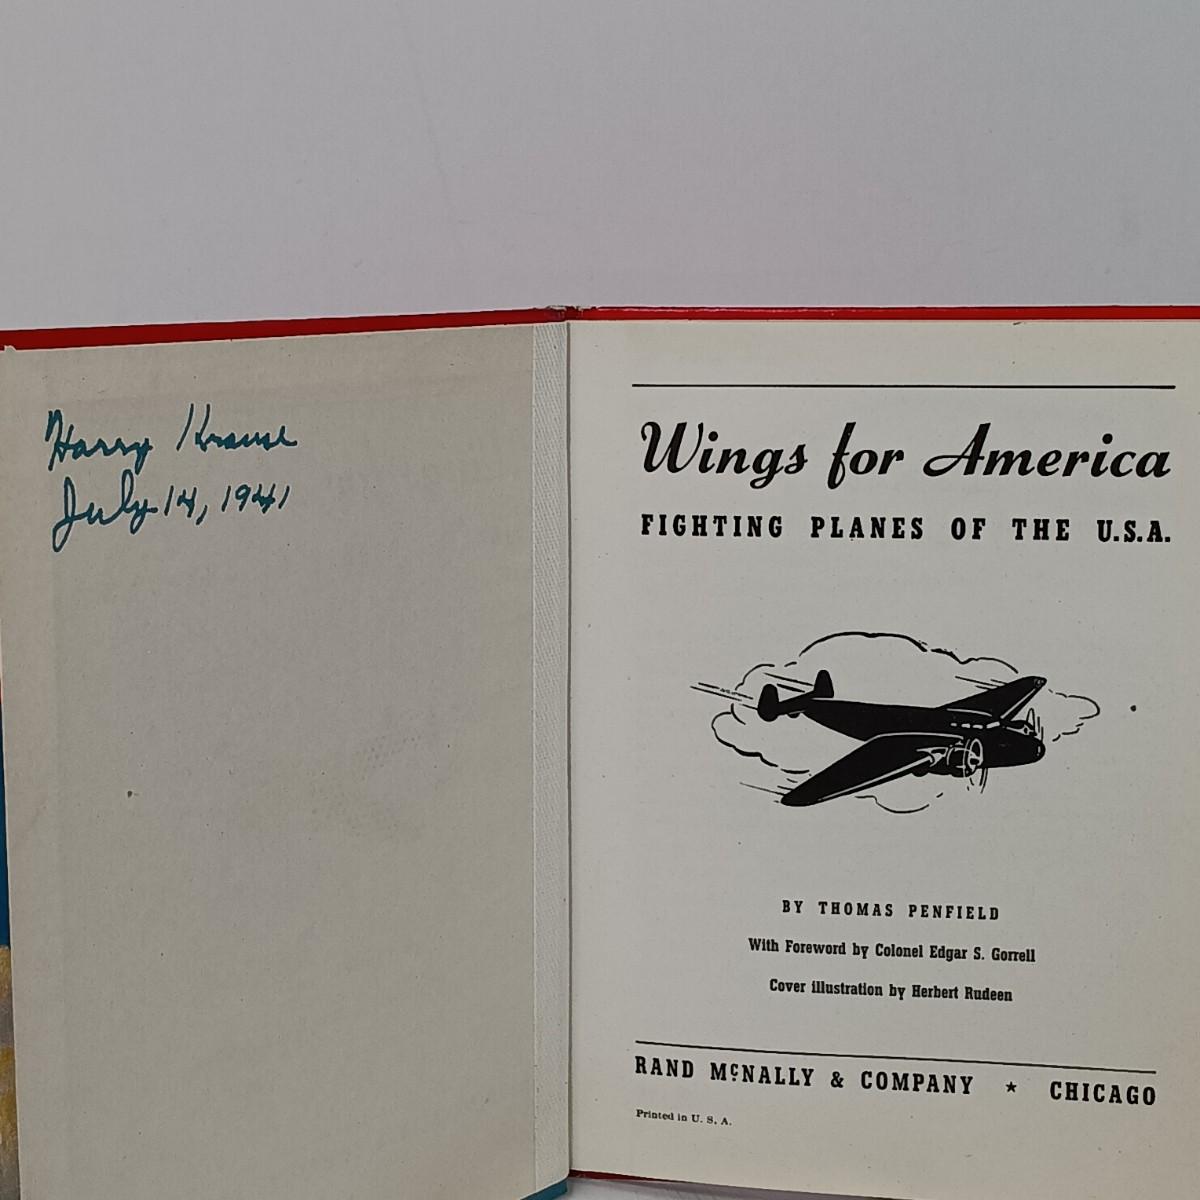 Harry Krause
July 14, 1941
Wings for America
FIGHTING PLANES OF THE U.S.A.
BY THOMAS PENFIELD
With Foreword by Colonel Edgar S. Gorrell
Cover illustration by Herbert Rudeen
RAND McNALLY & COMPANY ★ CHICAGO
Printed in U. S. A.